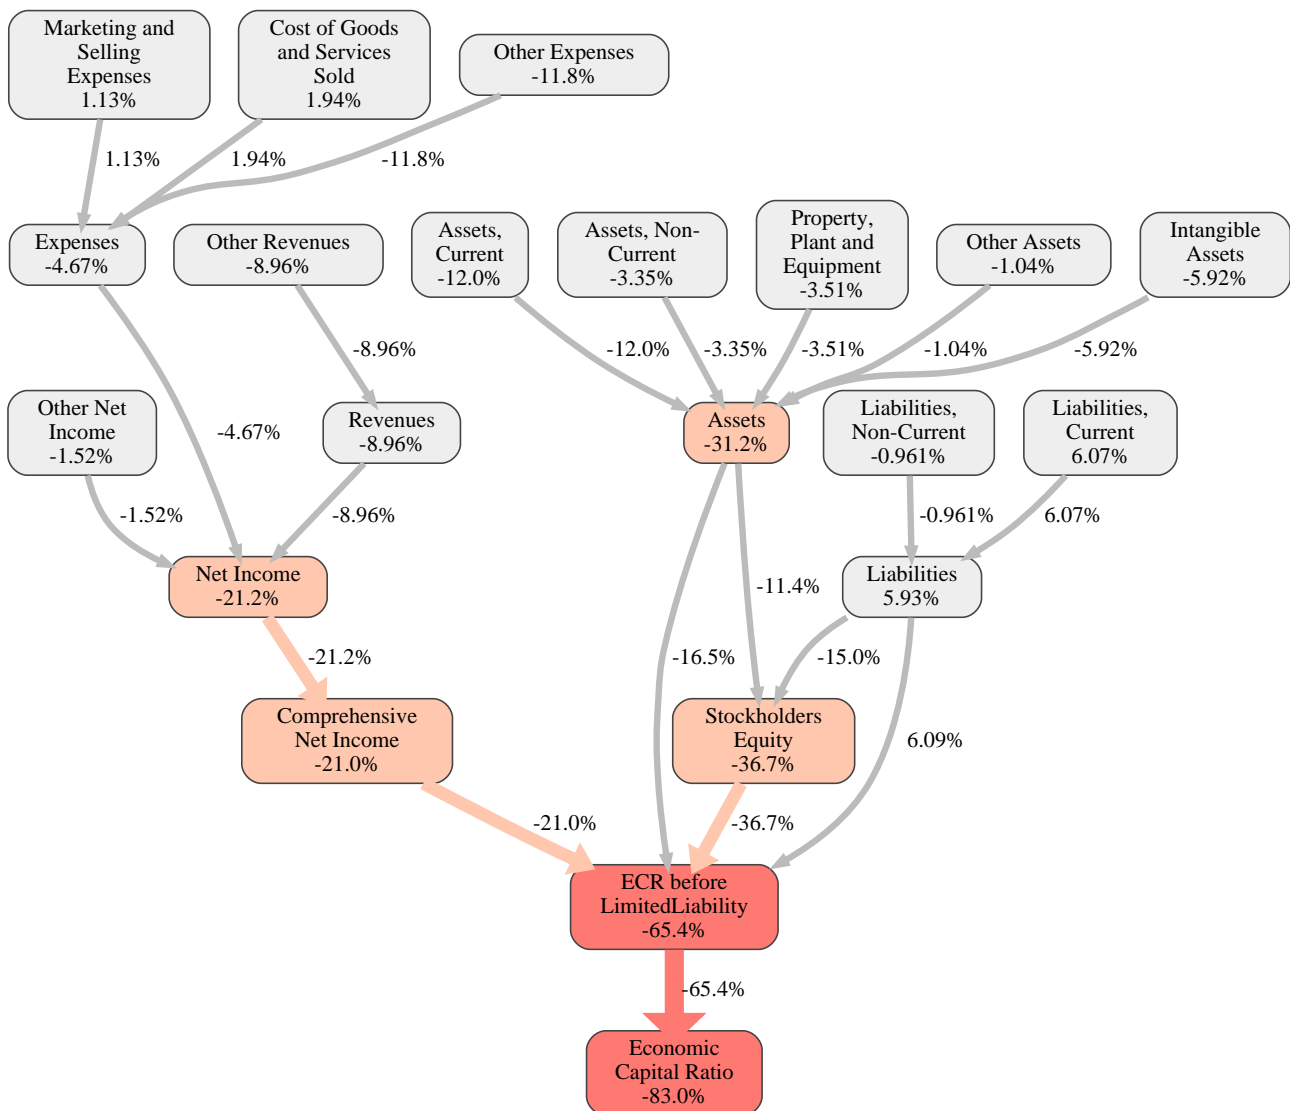 Marketing and
Selling
Expenses
1.13%
Cost of Goods
and Services
Sold
1.94%
Other Expenses
-11.8%
1.13%
1.94%
-11.8%
Expenses
-4.67%
Other Revenues
-8.96%
Assets,
Current
-12.0%
Assets, Non-
Current
-3.35%
Property,
Plant and
Equipment
-3.51%
Other Assets
-1.04%
Intangible
Assets
-5.92%
-8.96%
-12.0%
-3.35%
-3.51%
-1.04%
-5.92%
Other Net
Income
-1.52%
-4.67%
Revenues
-8.96%
Assets
-31.2%
Liabilities,
Non-Current
-0.961%
Liabilities,
Current
6.07%
-1.52%
-8.96%
-0.961%
6.07%
Net Income
-21.2%
-11.4%
Liabilities
5.93%
-21.2%
-16.5%
-15.0%
Comprehensive
Net Income
-21.0%
Stockholders
Equity
-36.7%
6.09%
-21.0%
-36.7%
ECR before
LimitedLiability
-65.4%
-65.4%
Economic
Capital Ratio
-83.0%